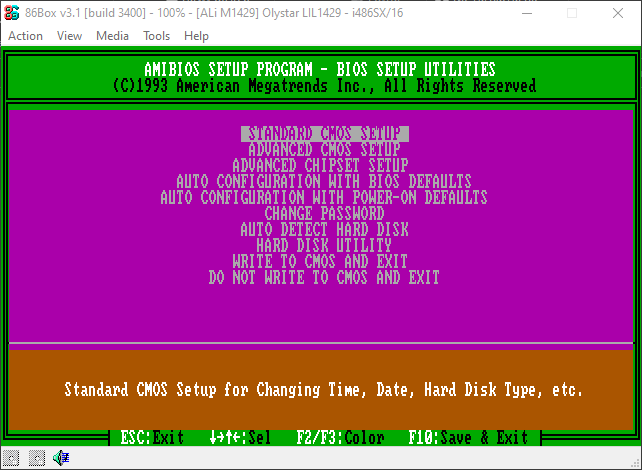 86Box v3.1 [build 3400] - 100% - [ALi M1429] Olystar LIL1429 - i486SX/16
Action View Media Tools Help
AMIBIOS SETUP PROGRAM - BIOS SETUP UTILITIES
(C)1993 American Megatrends Inc., All Rights Reserved
STANDARD CMOS SETUP
ADVANCED CMOS SETUP
ADVANCED CHIPSET SETUP
AUTO CONFIGURATION WITH BIOS DEFAULTS
AUTO CONFIGURATION WITH POWER-ON DEFAULTS
CHANGE PASSWORD
AUTO DETECT HARD DISK
HARD DISK UTILITY
WRITE TO CMOS AND EXIT
DO NOT WRITE TO CMOS AND EXIT
Standard CMOS Setup for Changing Time, Date, Hard Disk Type, etc.
ESC:Exit ↓→↑←:Sel F2/F3:Color F10:Save & Exit